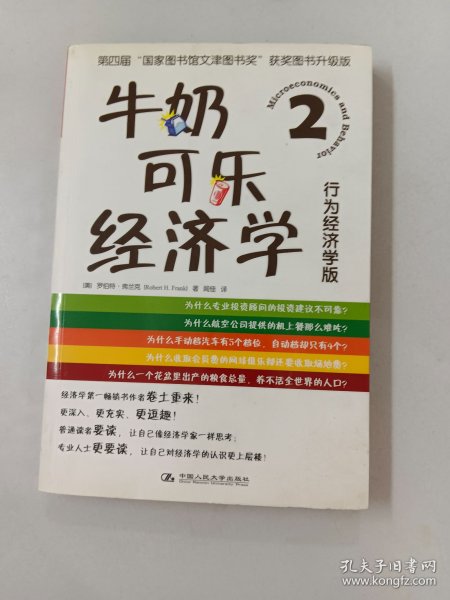 第四届“国家图书馆文津图书奖”获奖图书升级版
牛奶
可乐
经济学
2
Microeconomics and Behavior
行为经济学版
(美) 罗伯特·弗兰克 (Robert H. Frank) 著 闾佳 译
为什么专业投资顾问的投资建议不可靠?
为什么航空公司提供的机上餐那么难吃?
为什么手动档汽车有5个档位,自动档却只有4个?
为什么收取会员费的网球俱乐部还要收取场地费?
为什么一个花盆里出产的粮食总量,养不活全世界的人口?
经济学第一畅销书作者卷土重来!
更深入、更充实、更逗趣!
普通读者要读,让自己像经济学家一样思考;
专业人士更要读,让自己对经济学的认识更上层楼!
中国人民大学出版社
China Renmin University Press
孔夫子旧书网
www.kongfz.com